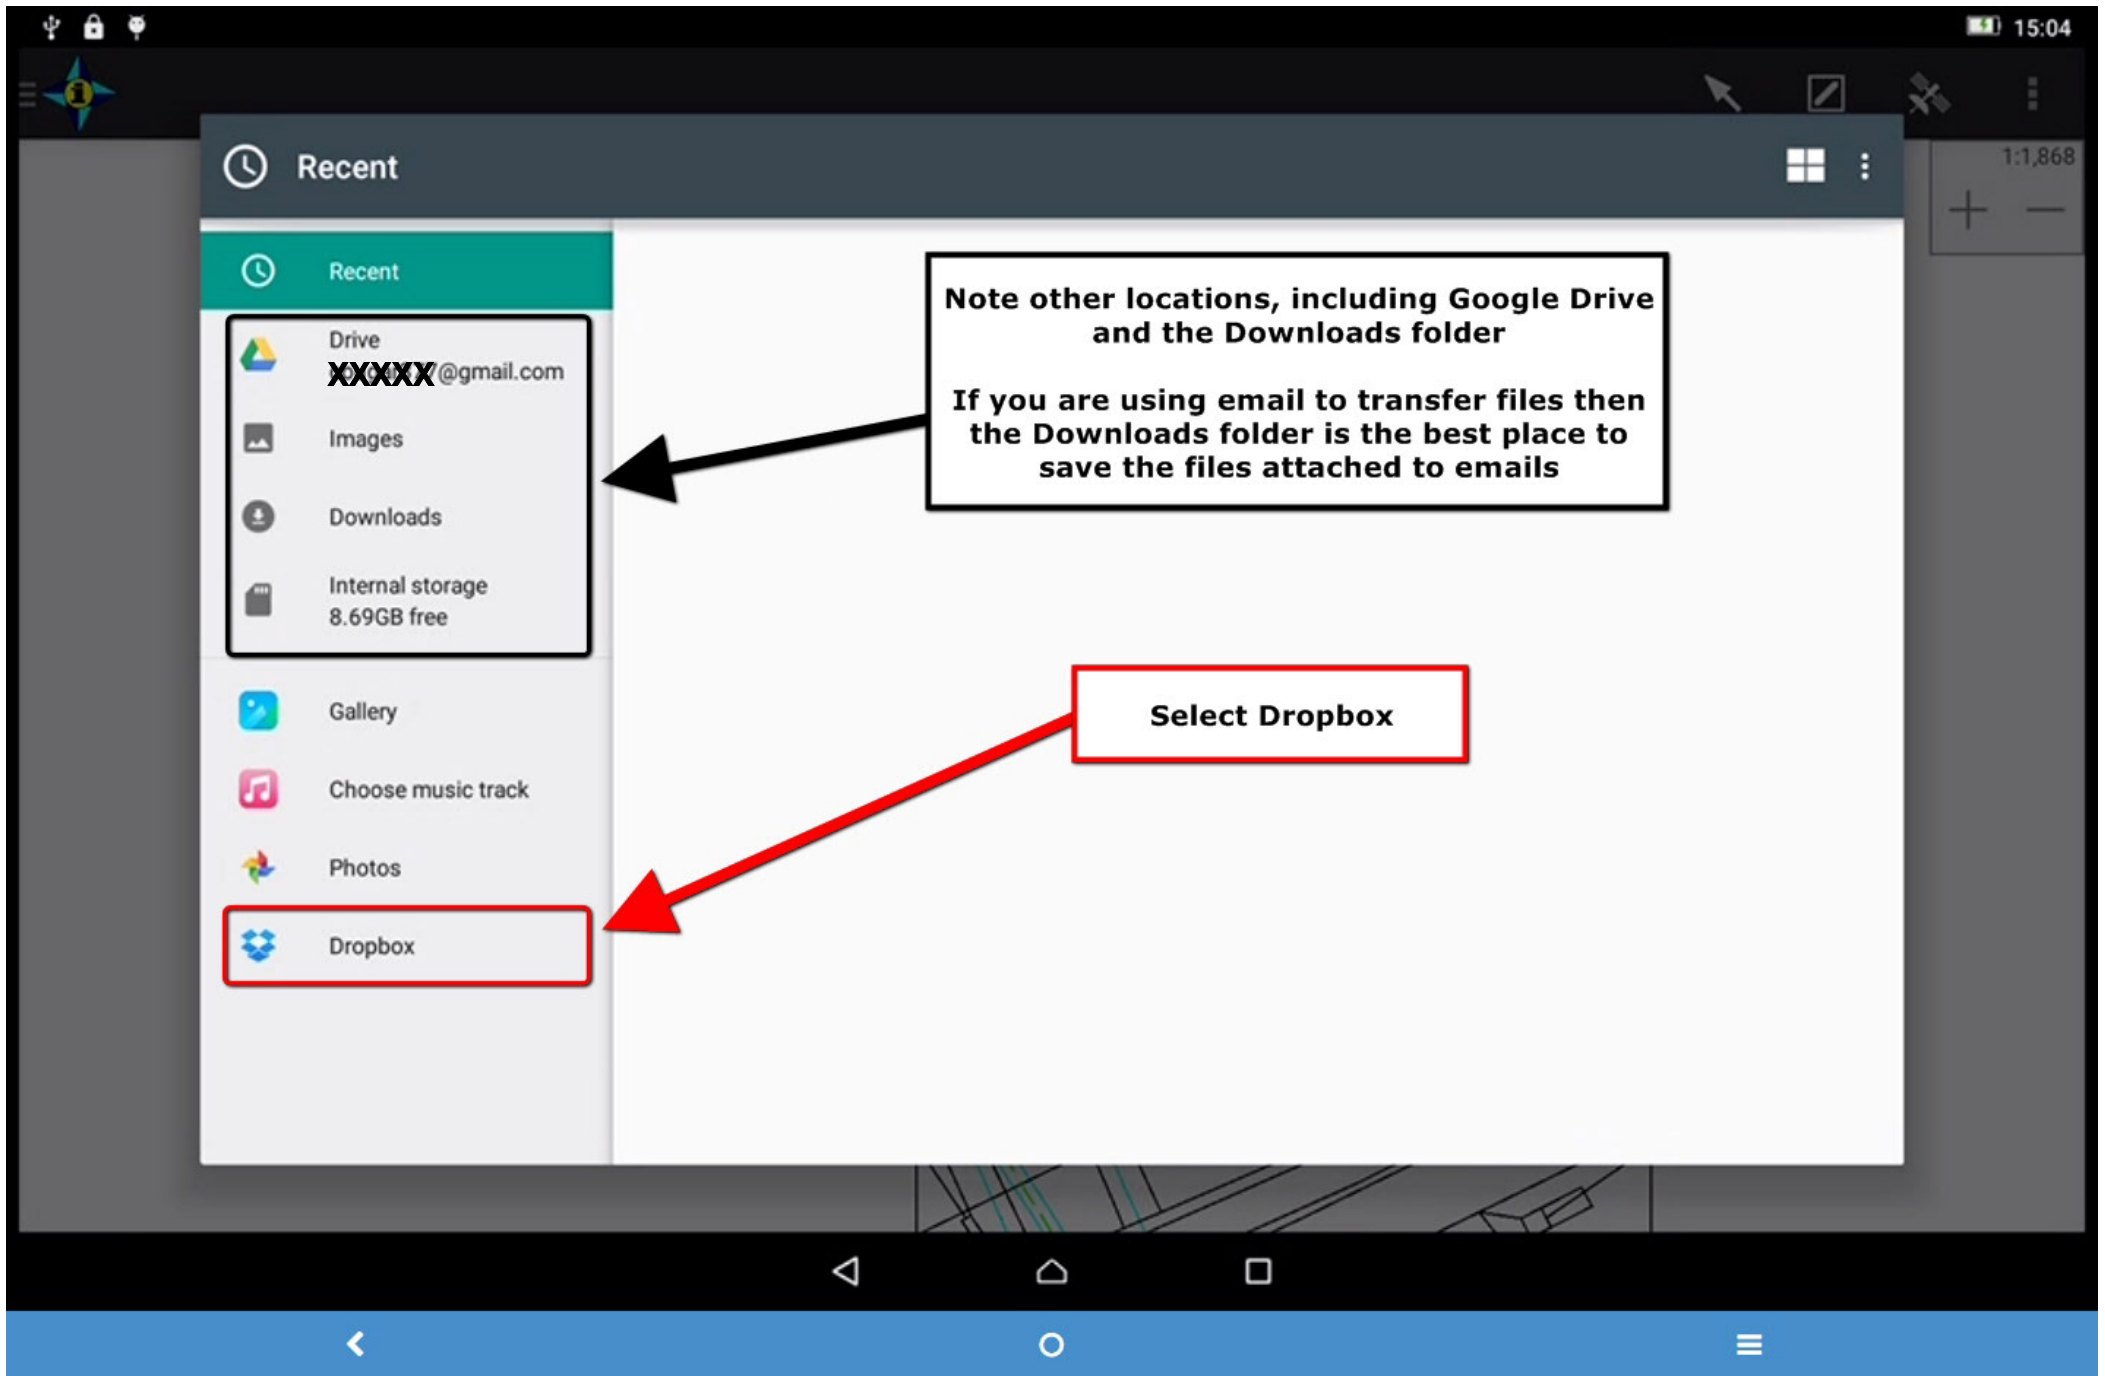 15:04
Recent
1:1,868
Recent
Drive
XXXXX@gmail.com
Images
Downloads
Internal storage
8.69GB free
Gallery
Choose music track
Photos
Dropbox
Note other locations, including Google Drive
and the Downloads folder
If you are using email to transfer files then
the Downloads folder is the best place to
save the files attached to emails
Select Dropbox